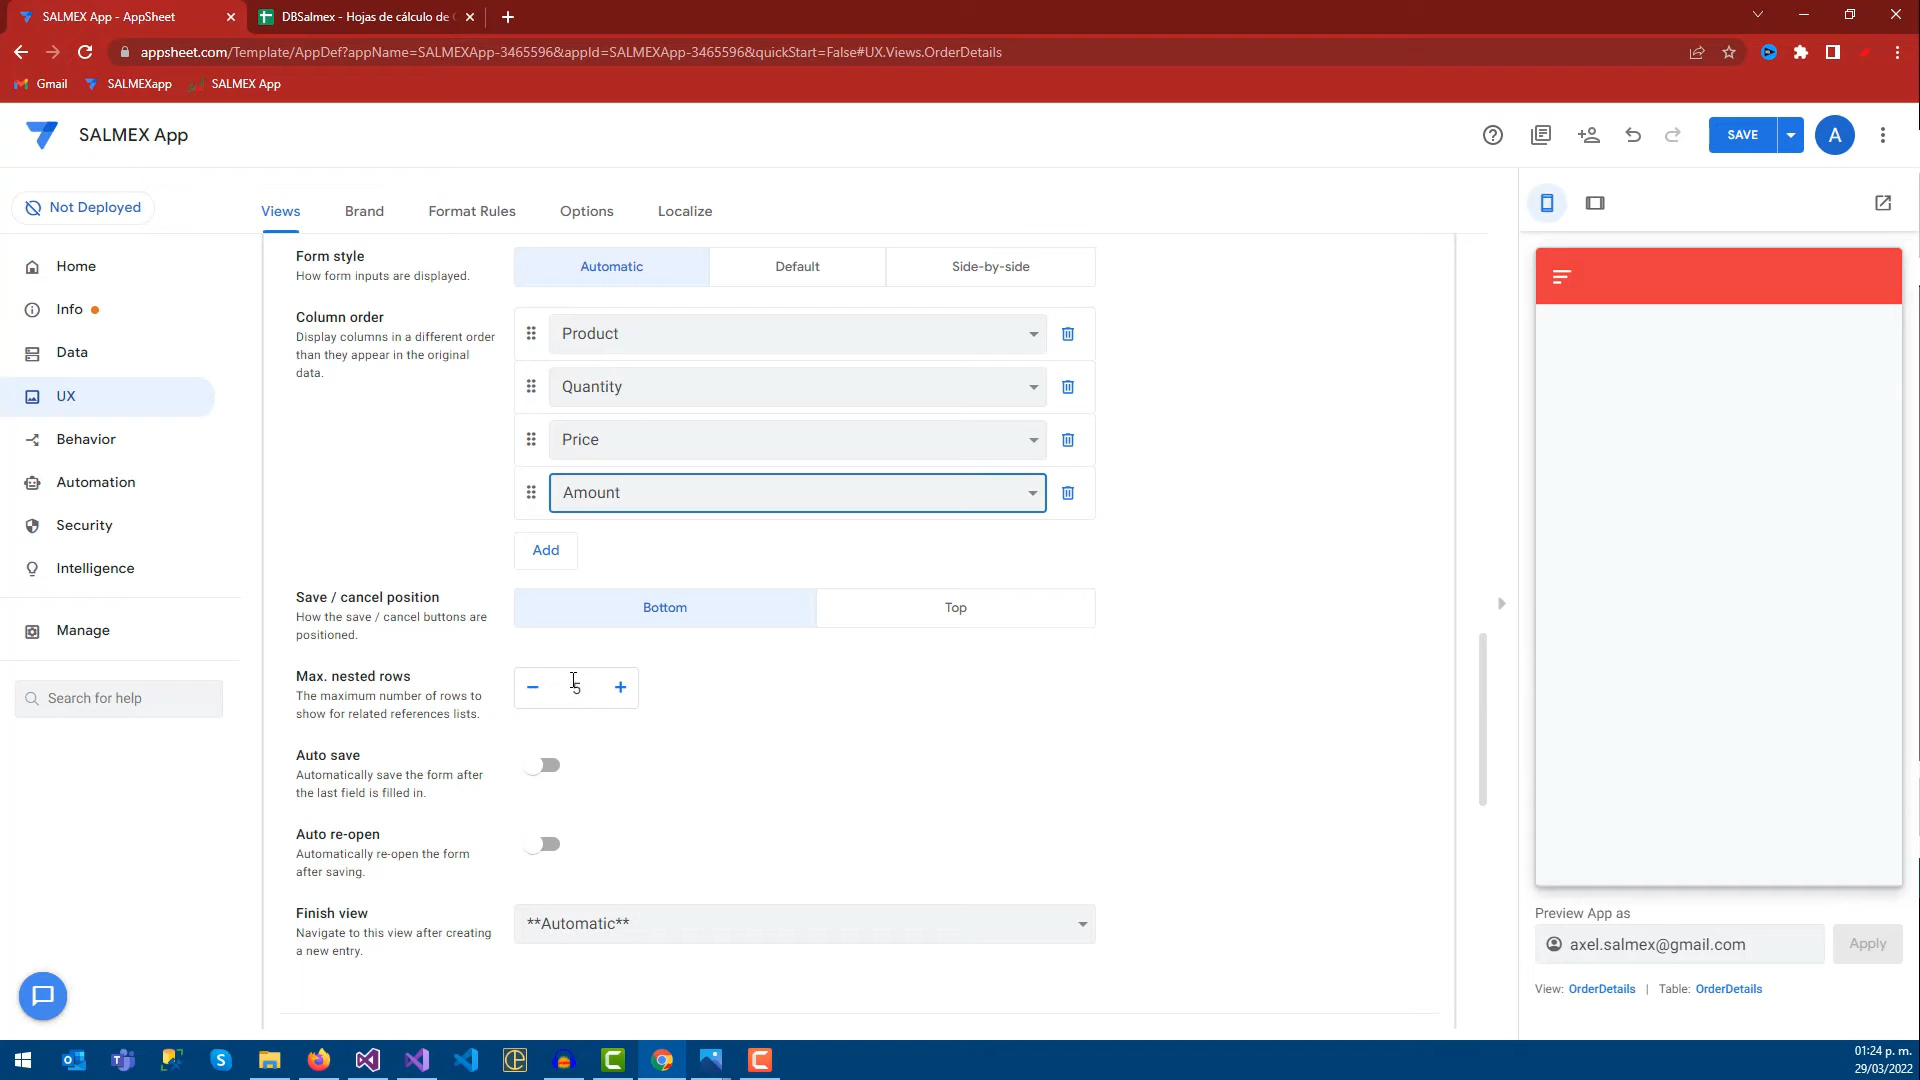 SALMEX App - AppSheet
DBSalmex - Hojas de cálculo de
appsheet.com/Template/AppDef?appName=SALMEXApp-3465596&appId=SALMEXApp-3465596&quickStart=False#UX.Views.OrderDetails
Gmail
SALMEXapp
SALMEX App
SALMEX App
SAVE
A
Not Deployed
Views
Brand
Format Rules
Options
Localize
Home
Info
Data
UX
Behavior
Automation
Security
Intelligence
Manage
Search for help
Form style
How form inputs are displayed.
Automatic
Default
Side-by-side
Column order
Display columns in a different order
than they appear in the original
data.
Product
Quantity
Price
Amount
Add
Save / cancel position
How the save / cancel buttons are
positioned.
Bottom
Top
Max. nested rows
The maximum number of rows to
show for related references lists.
5
Auto save
Automatically save the form after
the last field is filled in.
Auto re-open
Automatically re-open the form
after saving.
Finish view
Navigate to this view after creating
a new entry.
**Automatic**
Preview App as
axel.salmex@gmail.com
Apply
View: OrderDetails | Table: OrderDetails
01:24 p. m.
29/03/2022